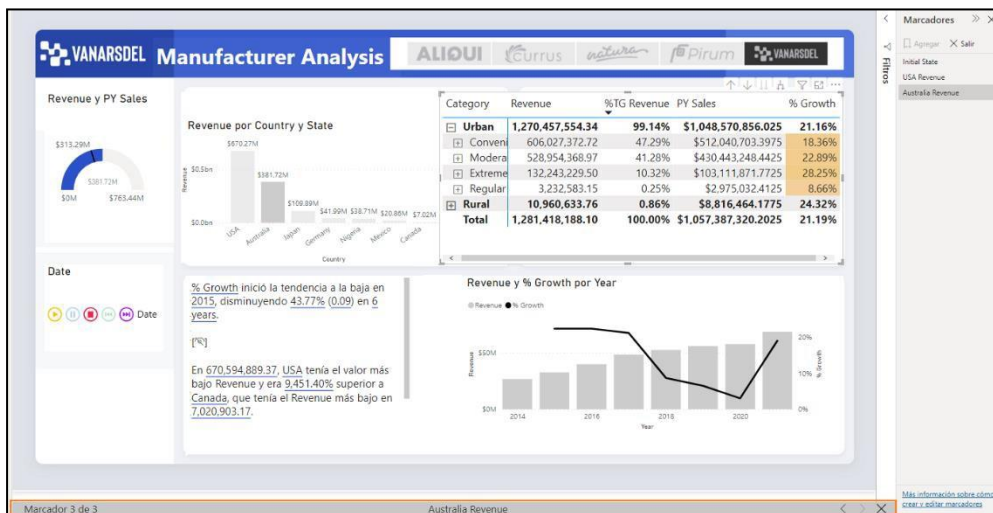 VANARSDEL Manufacturer Analysis
ALIQUI
Currus
natura
Pirum
VANARSDEL
Revenue y PY Sales
$313.29M
$381.72M
$0M $763.44M
Date
Date
Revenue por Country y State
Revenue
$0.5bn
$0.0bn
$670.27M
$381.72M
$109.89M
$41.99M
$38.71M
$20.86M
$7.02M
USA
Australia
Japan
Germany
Nigeria
Mexico
Canada
Country
Category Revenue %TG Revenue PY Sales % Growth
Urban 1,270,457,554.34 99.14% $1,048,570,856.025 21.16%
Conveni 606,027,372.72 47.29% $512,040,703.3975 18.36%
Modera 528,954,368.97 41.28% $430,443,248.4425 22.89%
Extreme 132,243,229.50 10.32% $103,111,871.7725 28.25%
Regular 3,232,583.15 0.25% $2,975,032.4125 8.66%
Rural 10,960,633.76 0.86% $8,816,464.1775 24.32%
Total 1,281,418,188.10 100.00% $1,057,387,320.2025 21.19%
% Growth inició la tendencia a la baja en
2015, disminuyendo 43.77% (0.09) en 6
years.
En 670,594,889.37, USA tenía el valor más
bajo Revenue y era 9,451.40% superior a
Canada, que tenía el Revenue más bajo en
7,020,903.17.
Revenue y % Growth por Year
Revenue % Growth
Revenue
$50M
$0M
2014 2016 2018 2020
Year
20%
10%
0%
% Growth
Filtros
Marcadores
Agregar Salir
Initial State
USA Revenue
Australia Revenue
Más información sobre cómo
crear y editar marcadores
Marcador 3 de 3 Australia Revenue